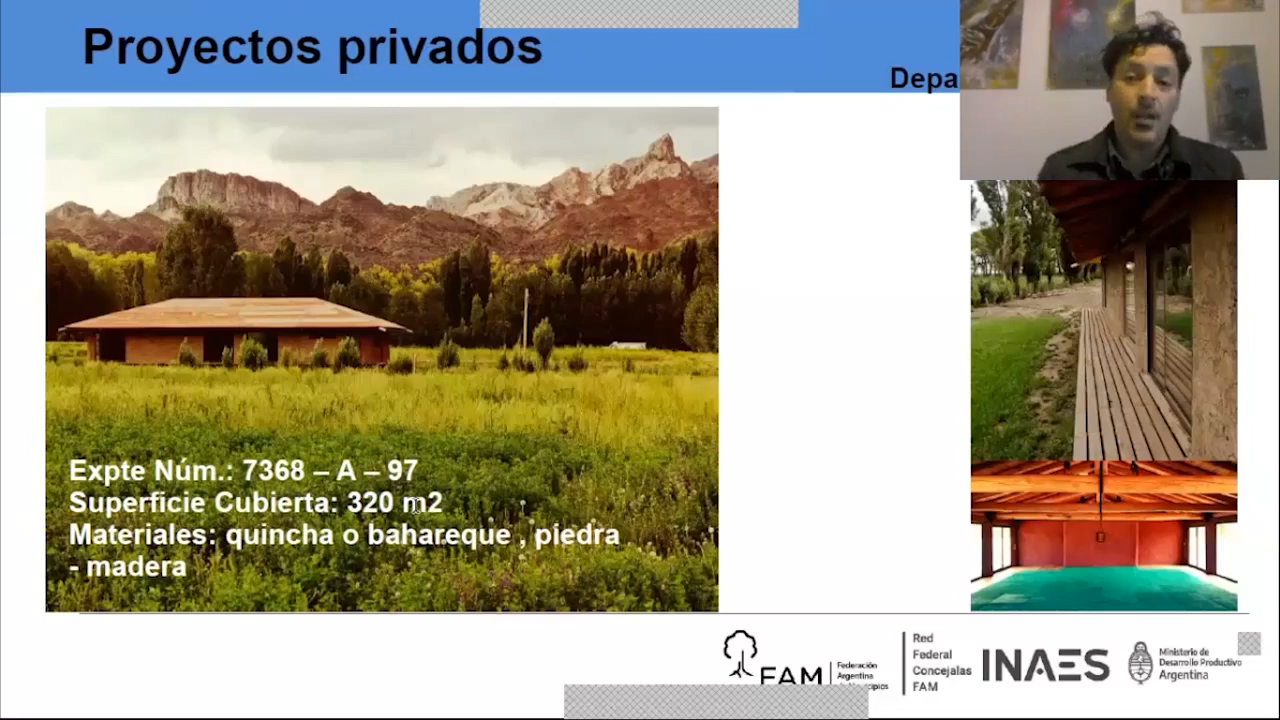 Proyectos privados
Depa
Expte Núm.: 7368 – A – 97
Superficie Cubierta: 320 m2
Materiales: quincha o bahareque , piedra
- madera
FAM
Federación
Argentina
Red
Federal
Concejalas
FAM
INAES
Ministerio de
Desarrollo Productivo
Argentina